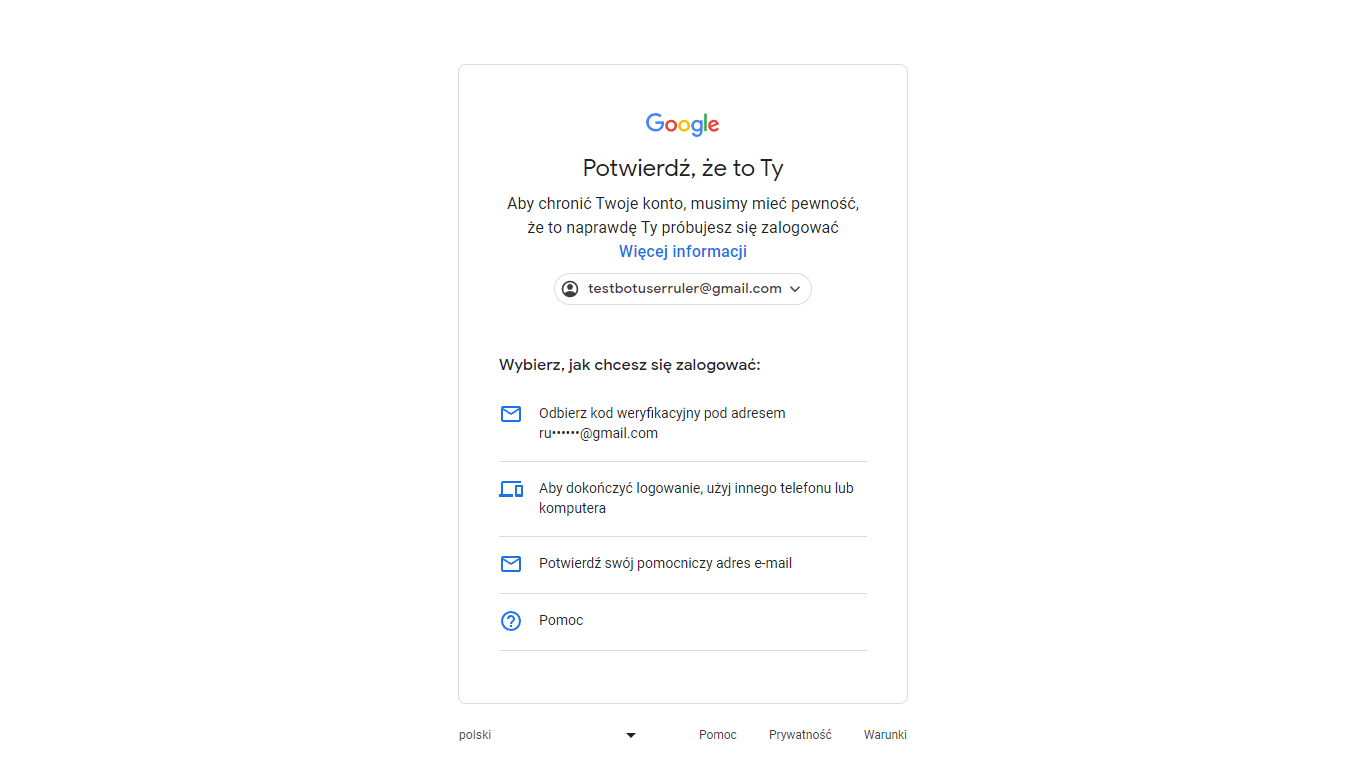 Google
Potwierdź, że to Ty
Aby chronić Twoje konto, musimy mieć pewność,
że to naprawdę Ty próbujesz się zalogować
Więcej informacji
testbotuserruler@gmail.com
Wybierz, jak chcesz się zalogować:
Odbierz kod weryfikacyjny pod adresem
ru••••••@gmail.com
Aby dokończyć logowanie, użyj innego telefonu lub
komputera
Potwierdź swój pomocniczy adres e-mail
Pomoc
polski Pomoc Prywatność Warunki